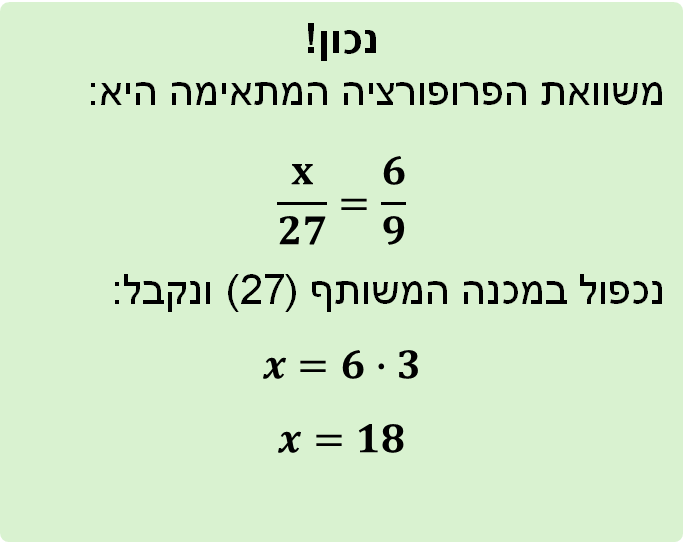 נכון!
משוואת הפרופורציה המתאימה היא:
x/27 = 6/9
נכפול במכנה המשותף (27) ונקבל:
x = 6 · 3
x = 18